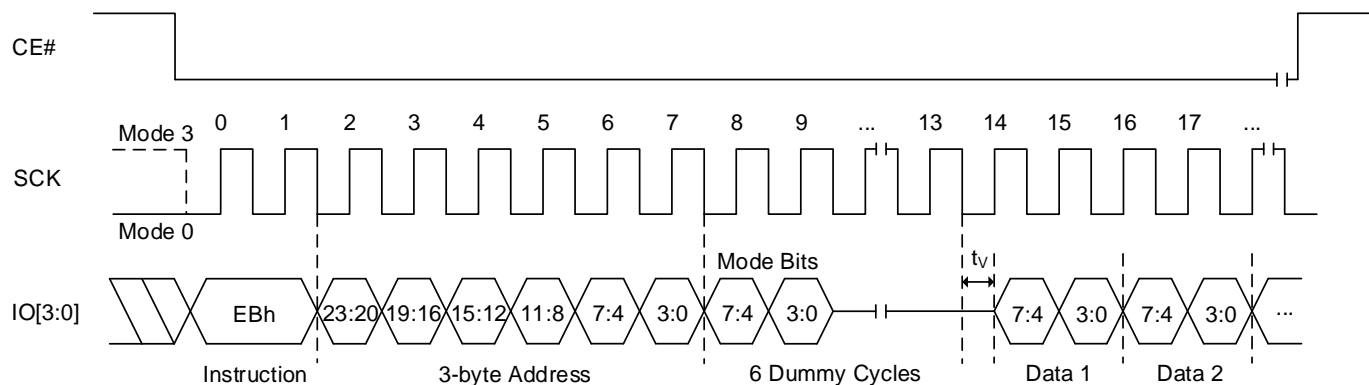 CE#
Mode 3
0 1 2 3 4 5 6 7 8 9 ... 13 14 15 16 17 ...
SCK
Mode 0
Mode Bits
tV
IO[3:0]
EBh 23:20 19:16 15:12 11:8 7:4 3:0 7:4 3:0 7:4 3:0 7:4 3:0 ...
Instruction 3-byte Address 6 Dummy Cycles Data 1 Data 2